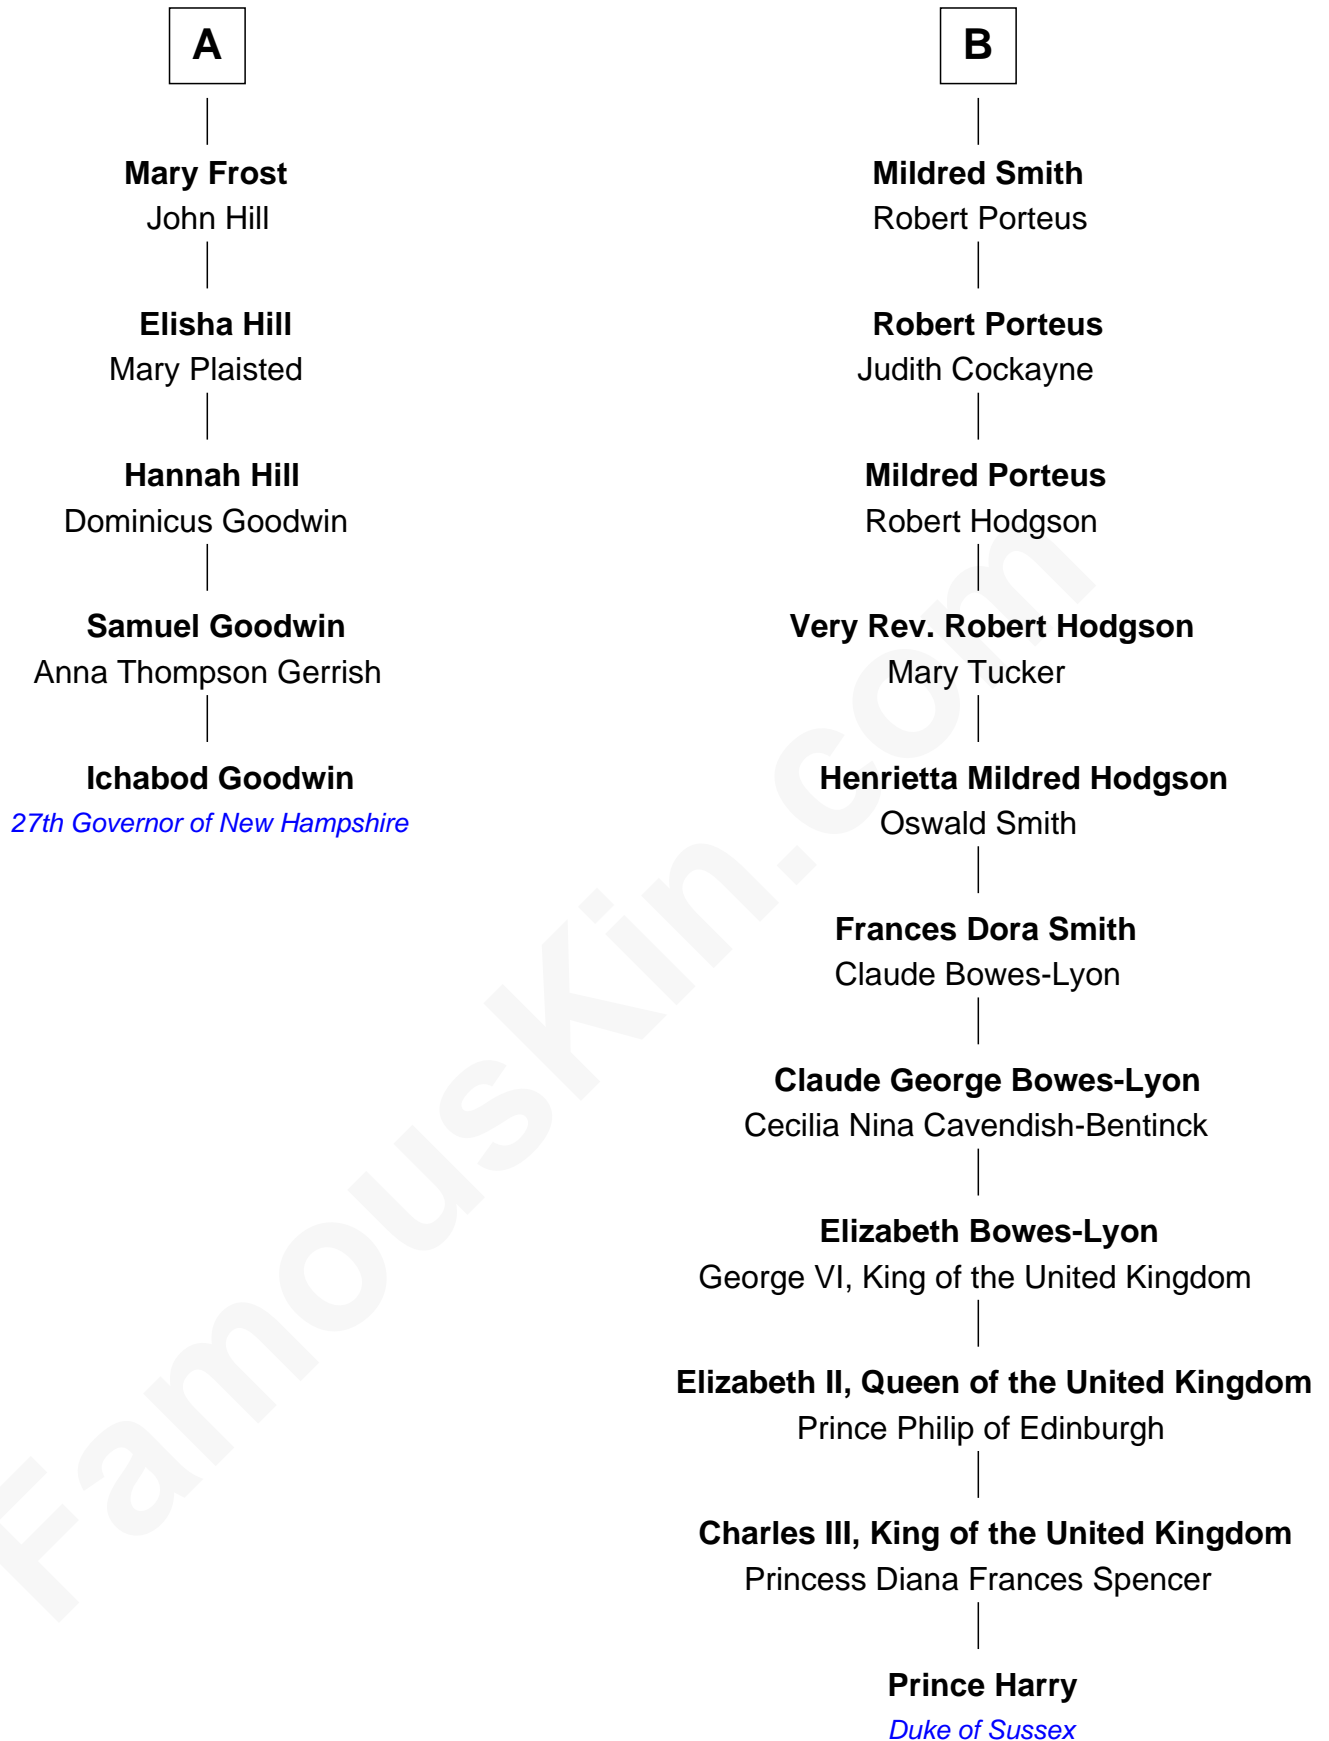 A
Mary Frost
John Hill
Elisha Hill
Mary Plaisted
Hannah Hill
Dominicus Goodwin
Samuel Goodwin
Anna Thompson Gerrish
Ichabod Goodwin
27th Governor of New Hampshire
B
Mildred Smith
Robert Porteus
Robert Porteus
Judith Cockayne
Mildred Porteus
Robert Hodgson
Very Rev. Robert Hodgson
Mary Tucker
Henrietta Mildred Hodgson
Oswald Smith
Frances Dora Smith
Claude Bowes-Lyon
Claude George Bowes-Lyon
Cecilia Nina Cavendish-Bentinck
Elizabeth Bowes-Lyon
George VI, King of the United Kingdom
Elizabeth II, Queen of the United Kingdom
Prince Philip of Edinburgh
Charles III, King of the United Kingdom
Princess Diana Frances Spencer
Prince Harry
Duke of Sussex
FamousKin.com